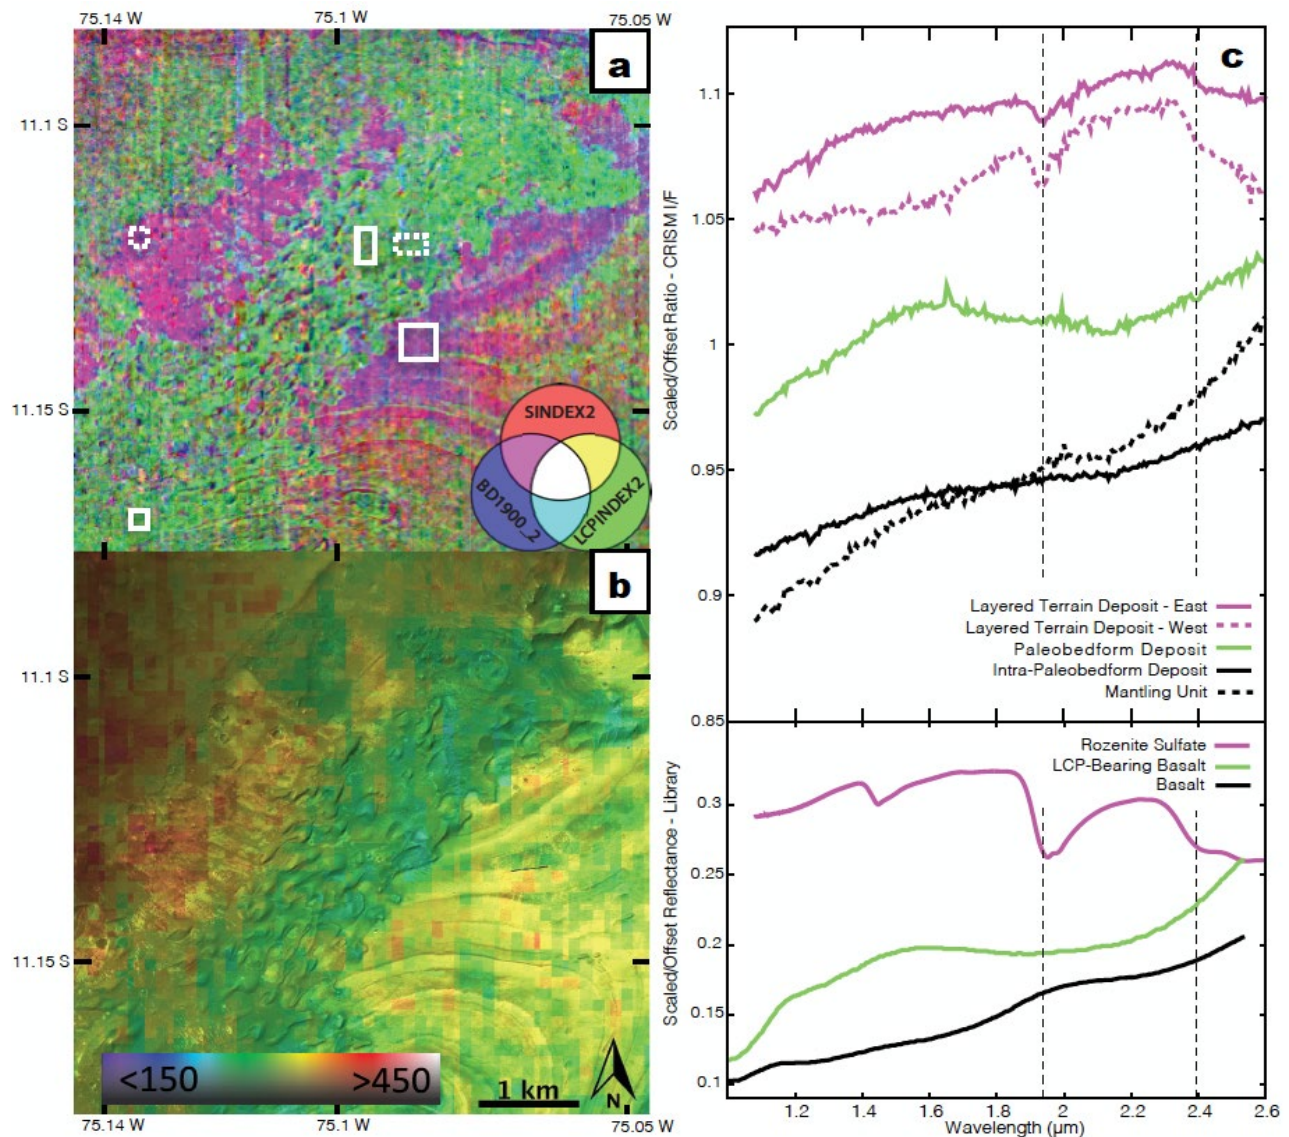 75.14 W
75.1 W
75.05 W
a
11.1 S
11.15 S
SINDEX2
BD1900_2
LCPINDEX2
b
11.1 S
11.15 S
<150
>450
1 km
N
75.14 W
75.1 W
75.05 W
c
Scaled/Offset Ratio - CRISM I/F
1.1
1.05
1
0.95
0.9
0.85
Layered Terrain Deposit - East
Layered Terrain Deposit - West
Paleobedform Deposit
Intra-Paleobedform Deposit
Mantling Unit
Scaled/Offset Reflectance - Library
0.3
0.25
0.2
0.15
0.1
Rozenite Sulfate
LCP-Bearing Basalt
Basalt
1.2
1.4
1.6
1.8
2
2.2
2.4
2.6
Wavelength (µm)